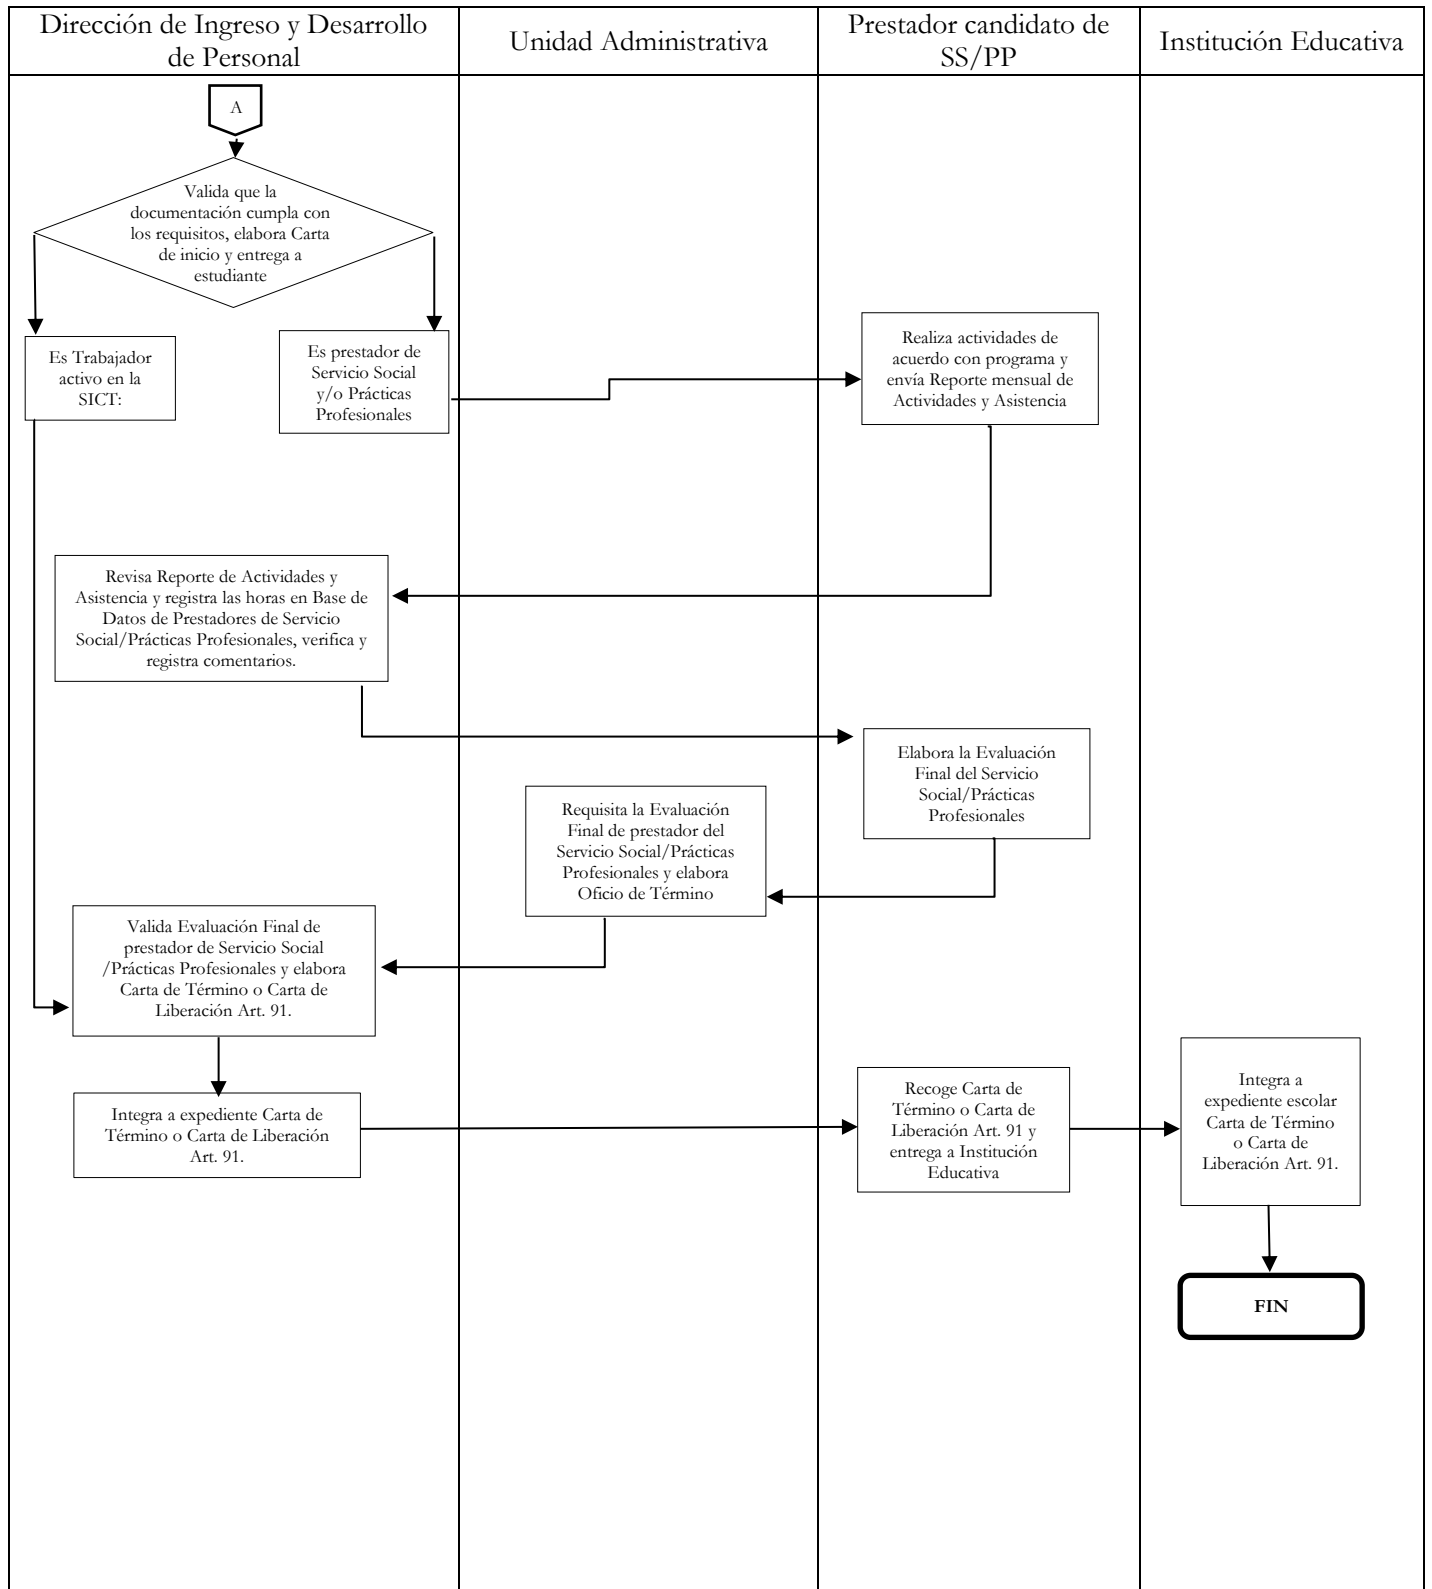 Dirección de Ingreso y Desarrollo
de Personal
Unidad Administrativa
Prestador candidato de
SS/PP
Institución Educativa
A
Valida que la
documentación cumpla con
los requisitos, elabora Carta
de inicio y entrega a
estudiante
Es Trabajador
activo en la
SICT:
Es prestador de
Servicio Social
y/o Prácticas
Profesionales
Realiza actividades de
acuerdo con programa y
envía Reporte mensual de
Actividades y Asistencia
Revisa Reporte de Actividades y
Asistencia y registra las horas en Base de
Datos de Prestadores de Servicio
Social/Prácticas Profesionales, verifica y
registra comentarios.
Elabora la Evaluación
Final del Servicio
Social/Prácticas
Profesionales
Requisita la Evaluación
Final de prestador del
Servicio Social/Prácticas
Profesionales y elabora
Oficio de Término
Valida Evaluación Final de
prestador de Servicio Social
/Prácticas Profesionales y elabora
Carta de Término o Carta de
Liberación Art. 91.
Integra a expediente Carta de
Término o Carta de Liberación
Art. 91.
Recoge Carta de
Término o Carta de
Liberación Art. 91 y
entrega a Institución
Educativa
Integra a
expediente escolar
Carta de Término
o Carta de
Liberación Art. 91.
FIN